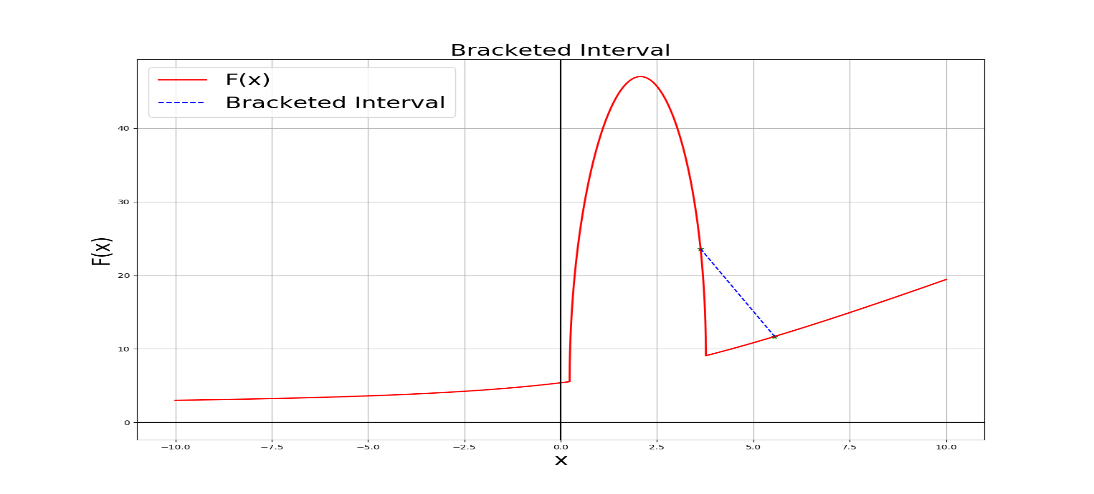 Bracketed Interval
F(x)
Bracketed Interval
40
30
20
10
0
F(x)
−10.0 −7.5 −5.0 −2.5 0.0 2.5 5.0 7.5 10.0
x